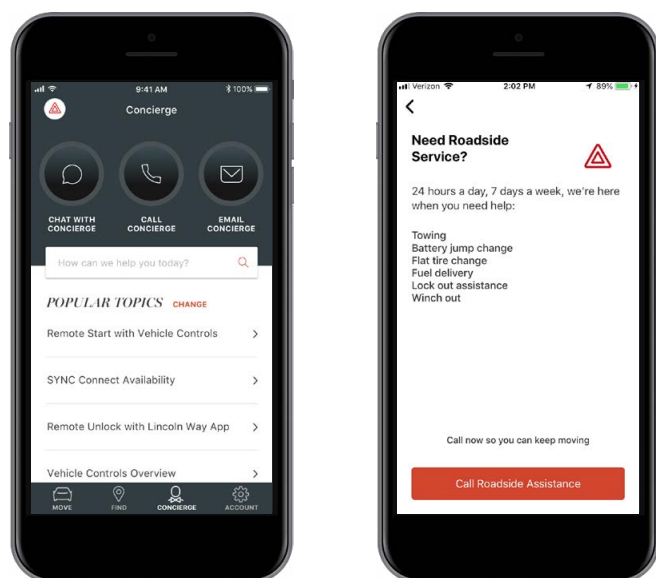 9:41 AM
100%
Concierge
CHAT WITH
CONCIERGE
CALL
CONCIERGE
EMAIL
CONCIERGE
How can we help you today?
POPULAR TOPICS CHANGE
Remote Start with Vehicle Controls
SYNC Connect Availability
Remote Unlock with Lincoln Way App
Vehicle Controls Overview
MOVE
FIND
CONCIERGE
ACCOUNT
Verizon
2:02 PM
89%
Need Roadside
Service?
24 hours a day, 7 days a week, we're here
when you need help:
Towing
Battery jump change
Flat tire change
Fuel delivery
Lock out assistance
Winch out
Call now so you can keep moving
Call Roadside Assistance